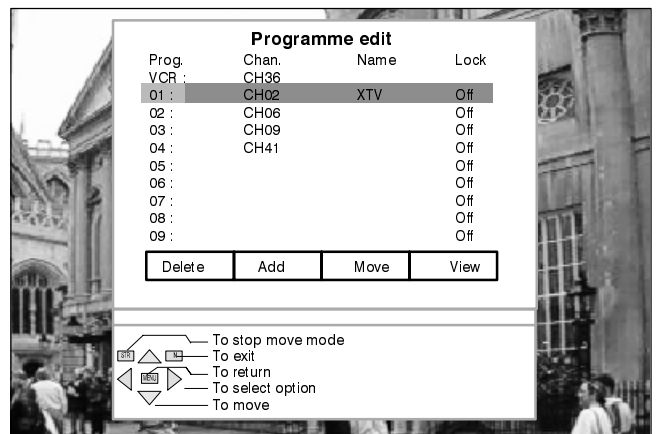 Programme edit
Prog. Chan. Name Lock
VCR : CH36
01 : CH02 XTV Off
02 : CH06 Off
03 : CH09 Off
04 : CH41 Off
05 : Off
06 : Off
07 : Off
08 : Off
09 : Off
Delete Add Move View
To stop move mode
STR N To exit
MENU To return
To select option
To move